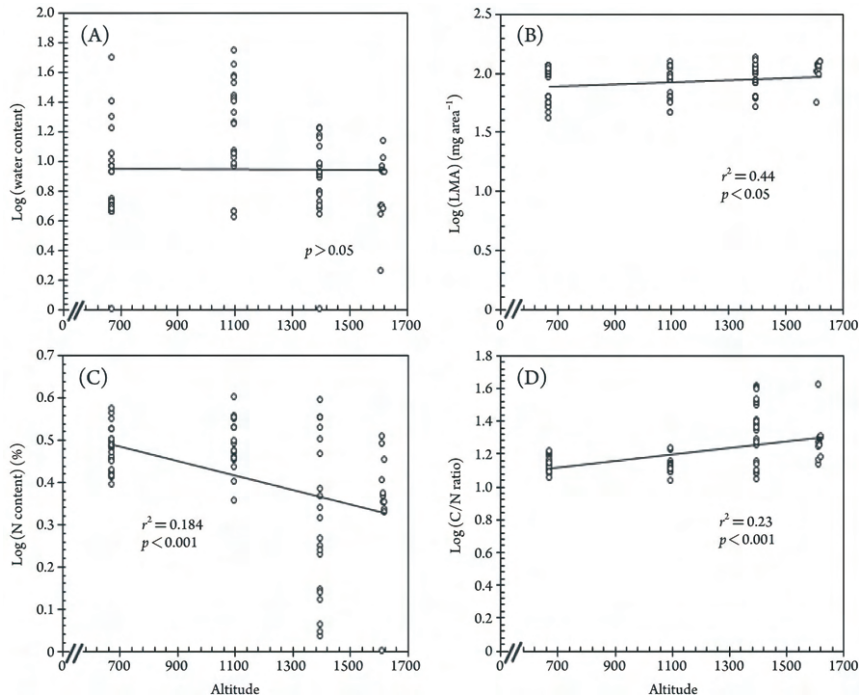 (A)
Log (water content)
2.0
1.8
1.6
1.4
1.2
1.0
0.8
0.6
0.4
0.2
0
p > 0.05
0 700 900 1100 1300 1500 1700
(B)
Log (LMA) (mg area⁻¹)
2.5
2.0
1.5
1.0
0.5
0
r² = 0.44
p < 0.05
0 700 900 1100 1300 1500 1700
(C)
Log (N content) (%)
0.7
0.6
0.5
0.4
0.3
0.2
0.1
0
r² = 0.184
p < 0.001
0 700 900 1100 1300 1500 1700
Altitude
(D)
Log (C/N ratio)
1.8
1.6
1.4
1.2
1.0
0.8
0.6
0.4
0.2
0
r² = 0.23
p < 0.001
0 700 900 1100 1300 1500 1700
Altitude